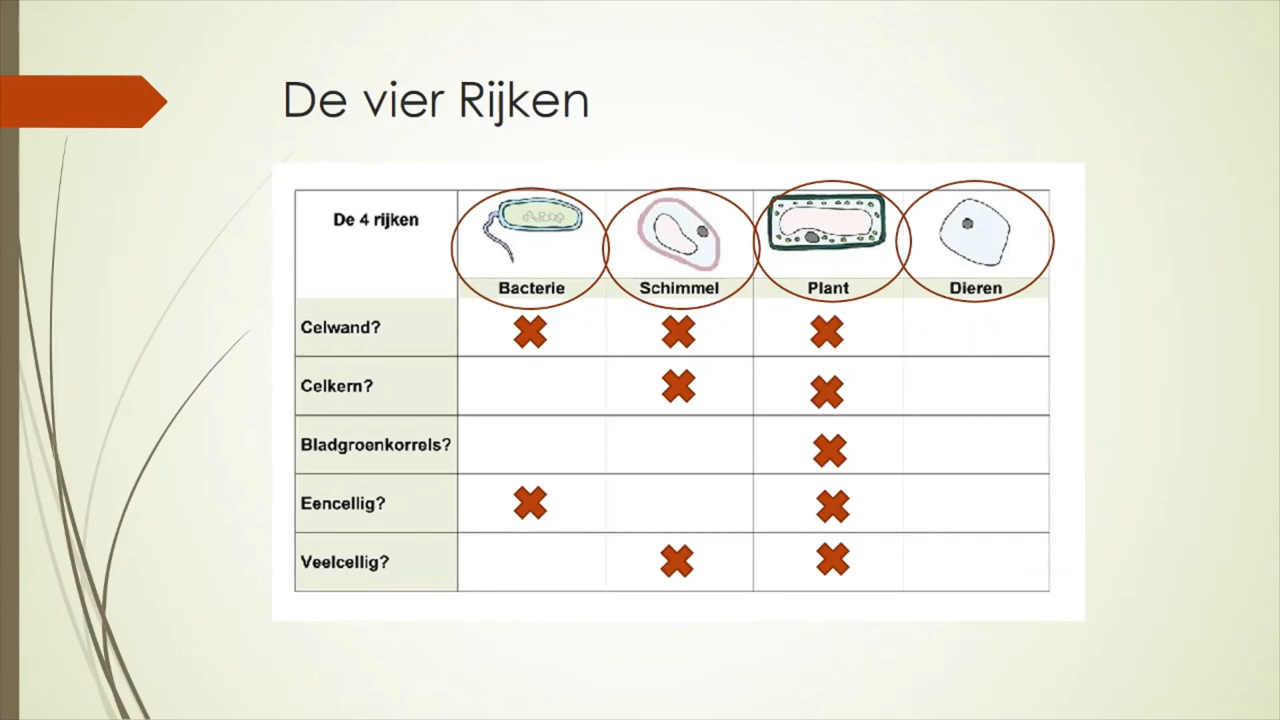 De vier Rijken
De 4 rijken
Bacterie Schimmel Plant Dieren
Celwand?
Celkern?
Bladgroenkorrels?
Eencellig?
Veelcellig?